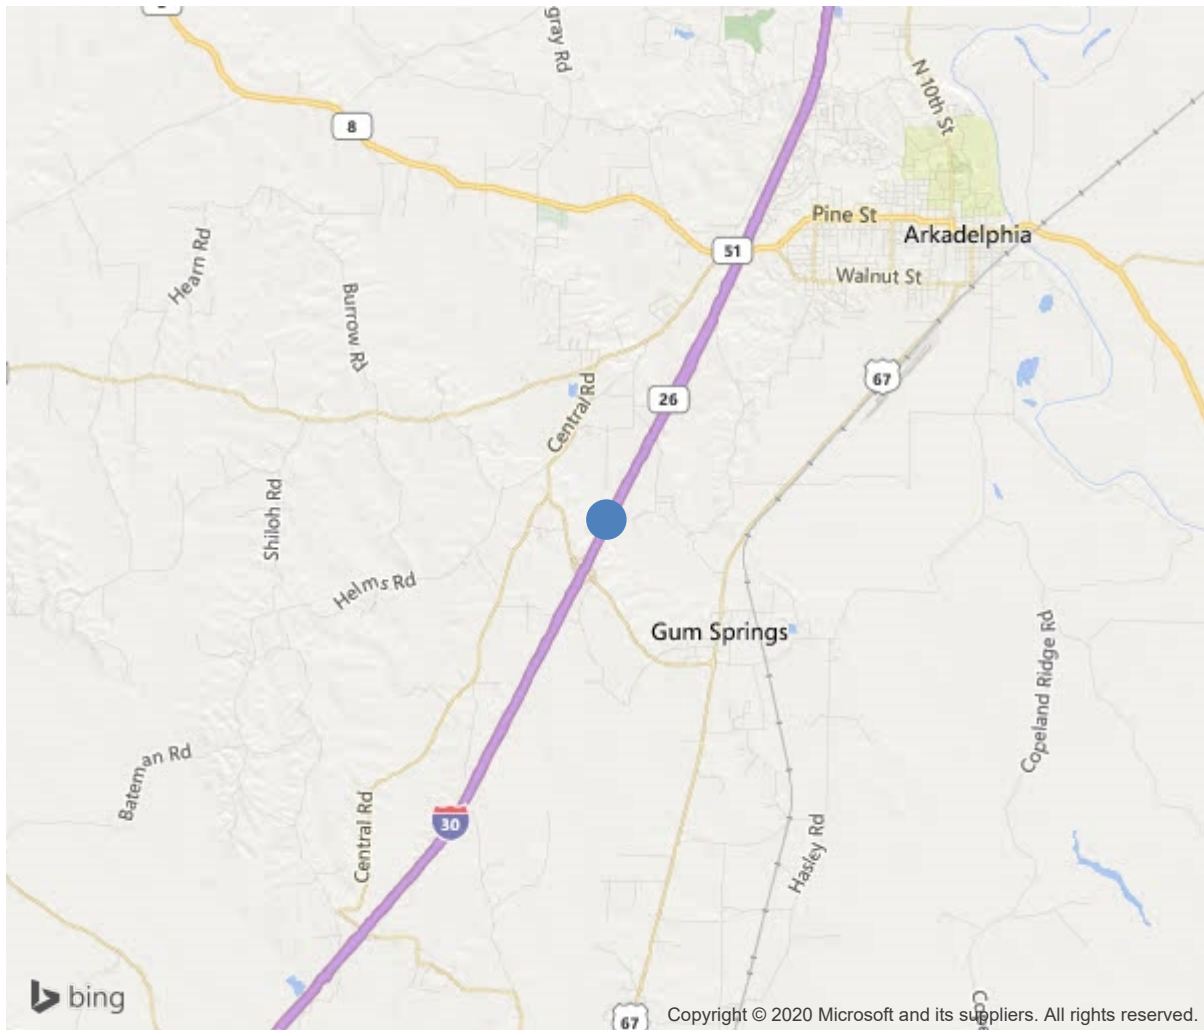 gray Rd
N 10th St
8
Pine St
Arkadelphia
51
Hearn Rd
Walnut St
Burrow Rd
67
26
Central Rd
Shiloh Rd
Helms Rd
Gum Springs
Copeland Ridge Rd
Bateman Rd
30
Central Rd
Hasley Rd
bing
67
Cope
Copyright © 2020 Microsoft and its suppliers. All rights reserved.